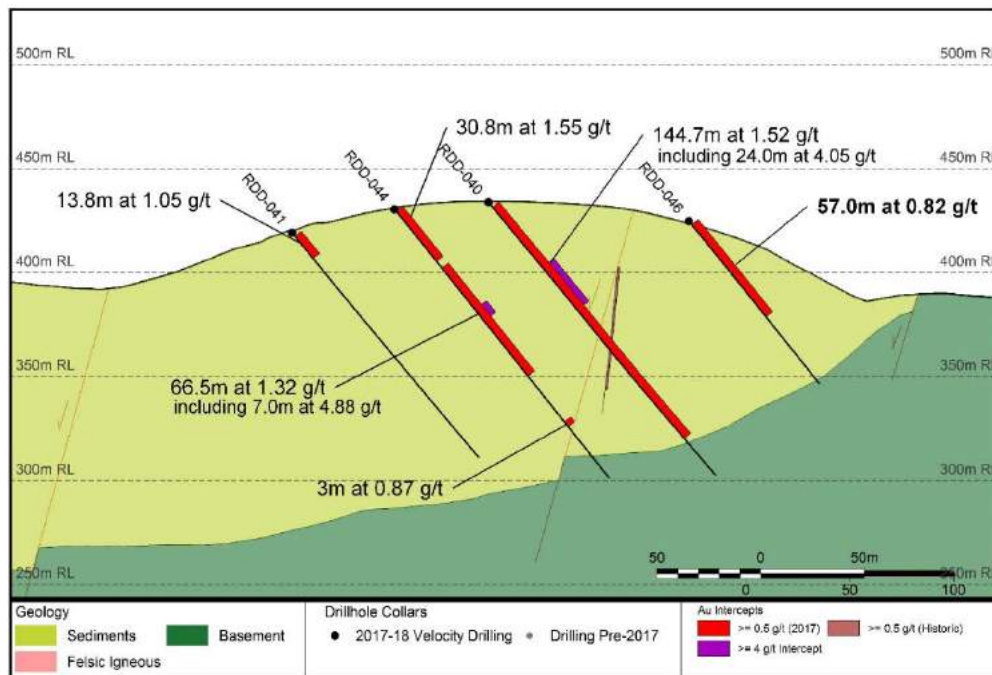 500m RL
500m RL
450m RL
450m RL
400m RL
400m RL
350m RL
350m RL
300m RL
300m RL
250m RL
RDD-041
RDD-044
RDD-040
RDD-046
13.8m at 1.05 g/t
30.8m at 1.55 g/t
144.7m at 1.52 g/t
including 24.0m at 4.05 g/t
57.0m at 0.82 g/t
66.5m at 1.32 g/t
including 7.0m at 4.88 g/t
3m at 0.87 g/t
50 0 50m
0 50 100
Geology
Sediments
Basement
Felsic Igneous
Drillhole Collars
2017-18 Velocity Drilling
Drilling Pre-2017
Au Intercepts
>= 0.5 g/t (2017)
>= 0.5 g/t (Historic)
>= 4 g/t Intercept